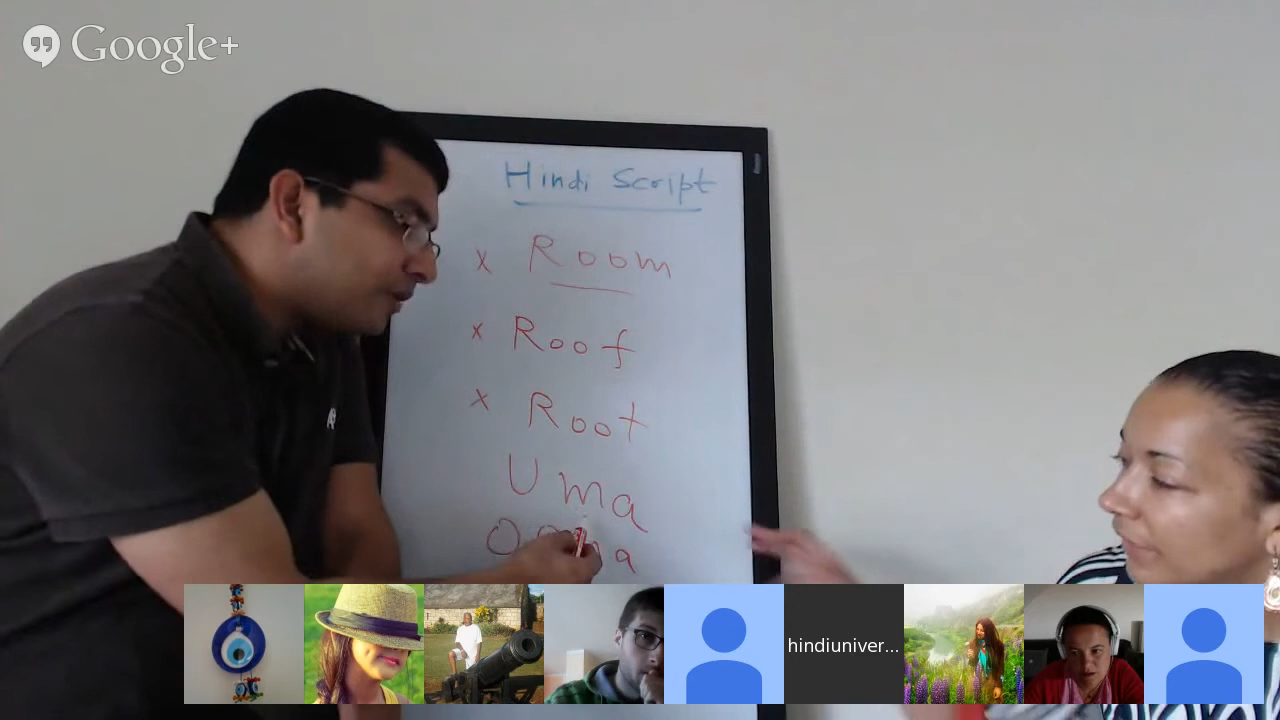 Google+
Hindi Script
x Room
x Roof
x Root
Uma
hindiuniver...